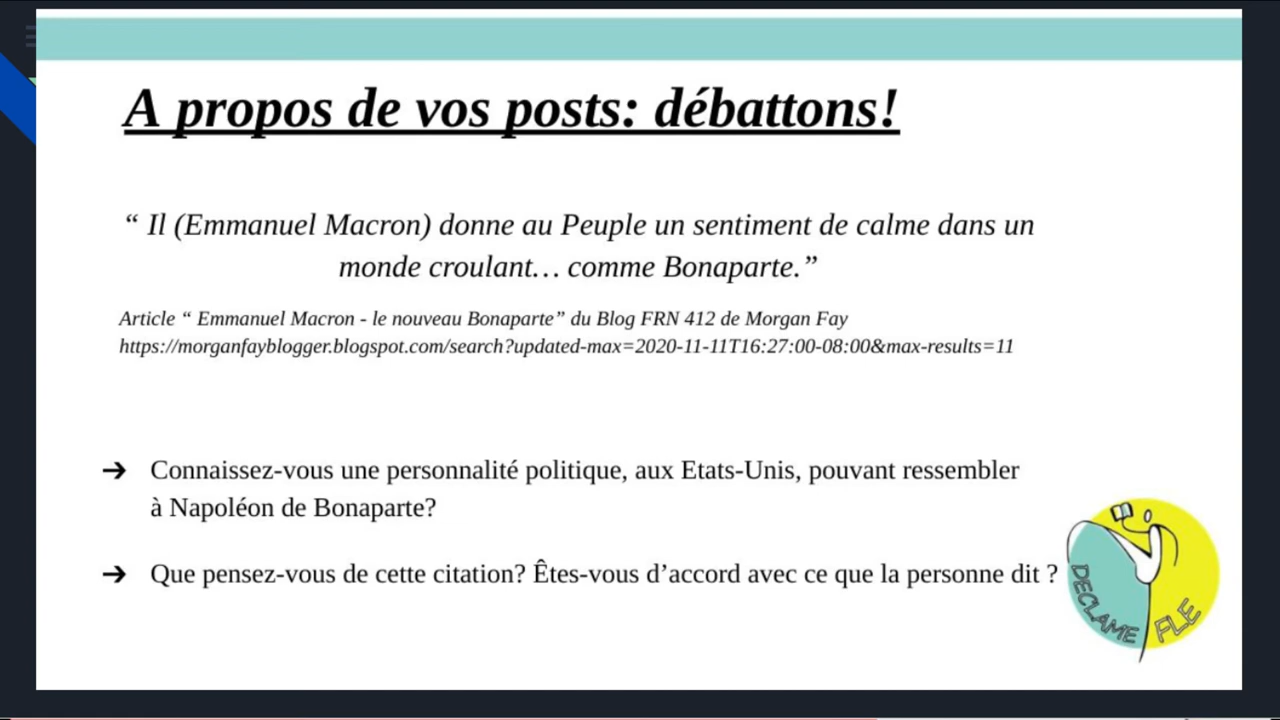 A propos de vos posts: débattons!
“ Il (Emmanuel Macron) donne au Peuple un sentiment de calme dans un
monde croulant… comme Bonaparte.”
Article “ Emmanuel Macron - le nouveau Bonaparte” du Blog FRN 412 de Morgan Fay
https://morganfayblogger.blogspot.com/search?updated-max=2020-11-11T16:27:00-08:00&max-results=11
➔ Connaissez-vous une personnalité politique, aux Etats-Unis, pouvant ressembler
à Napoléon de Bonaparte?
➔ Que pensez-vous de cette citation? Êtes-vous d’accord avec ce que la personne dit ?
DECLAME FLE